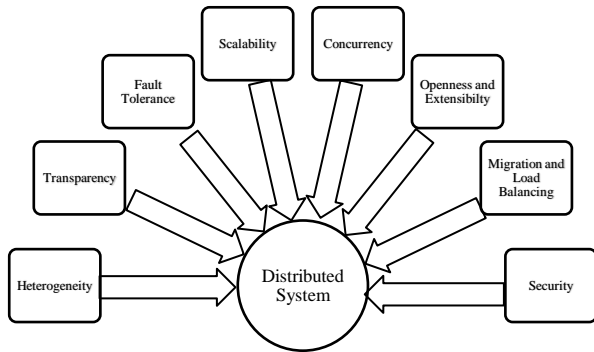 Scalability
Concurrency
Fault
Tolerance
Openness and
Extensibilty
Transparency
Migration and
Load
Balancing
Heterogeneity
Distributed
System
Security